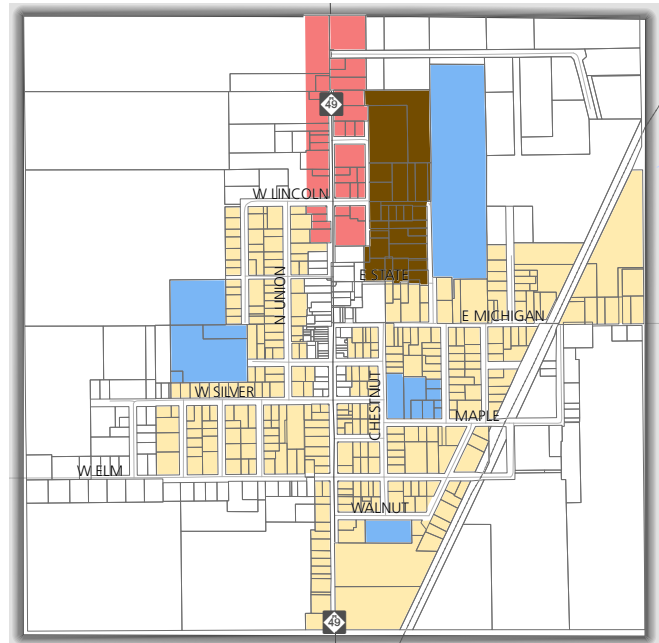 49
W LINCOLN
E STATE
N UNION
E MICHIGAN
W SILVER
CHESTNUT
MAPLE
W ELM
WALNUT
49